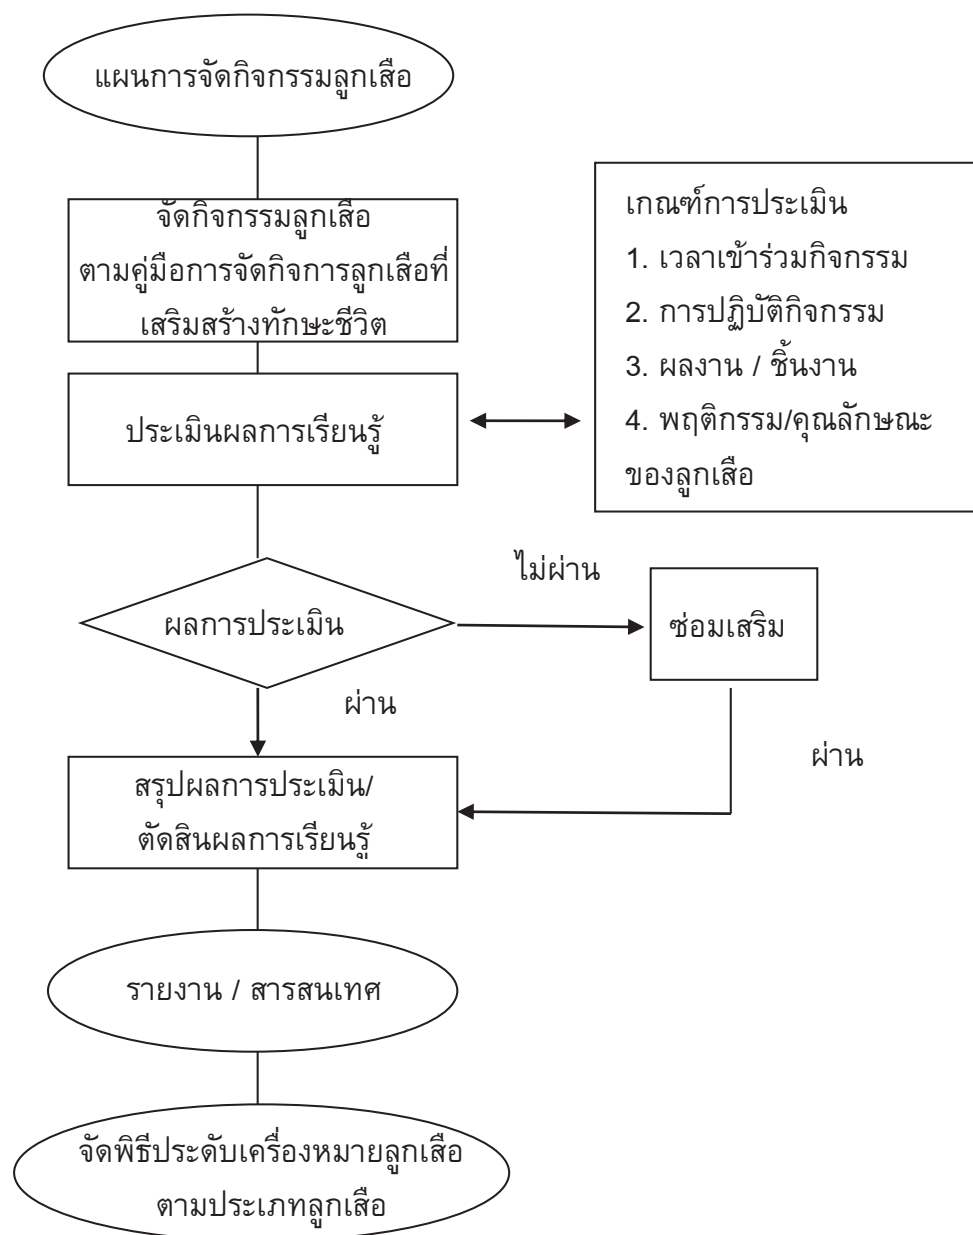 แผนการจัดกิจกรรมลูกเสือ
จัดกิจกรรมลูกเสือ
ตามคู่มือการจัดกิจการลูกเสือที่
เสริมสร้างทักษะชีวิต
เกณฑ์การประเมิน
1. เวลาเข้าร่วมกิจกรรม
2. การปฏิบัติกิจกรรม
3. ผลงาน / ชิ้นงาน
4. พฤติกรรม/คุณลักษณะ
ของลูกเสือ
ประเมินผลการเรียนรู้
ผลการประเมิน
ไม่ผ่าน
ซ่อมเสริม
ผ่าน
ผ่าน
สรุปผลการประเมิน/
ตัดสินผลการเรียนรู้
รายงาน / สารสนเทศ
จัดพิธีประดับเครื่องหมายลูกเสือ
ตามประเภทลูกเสือ